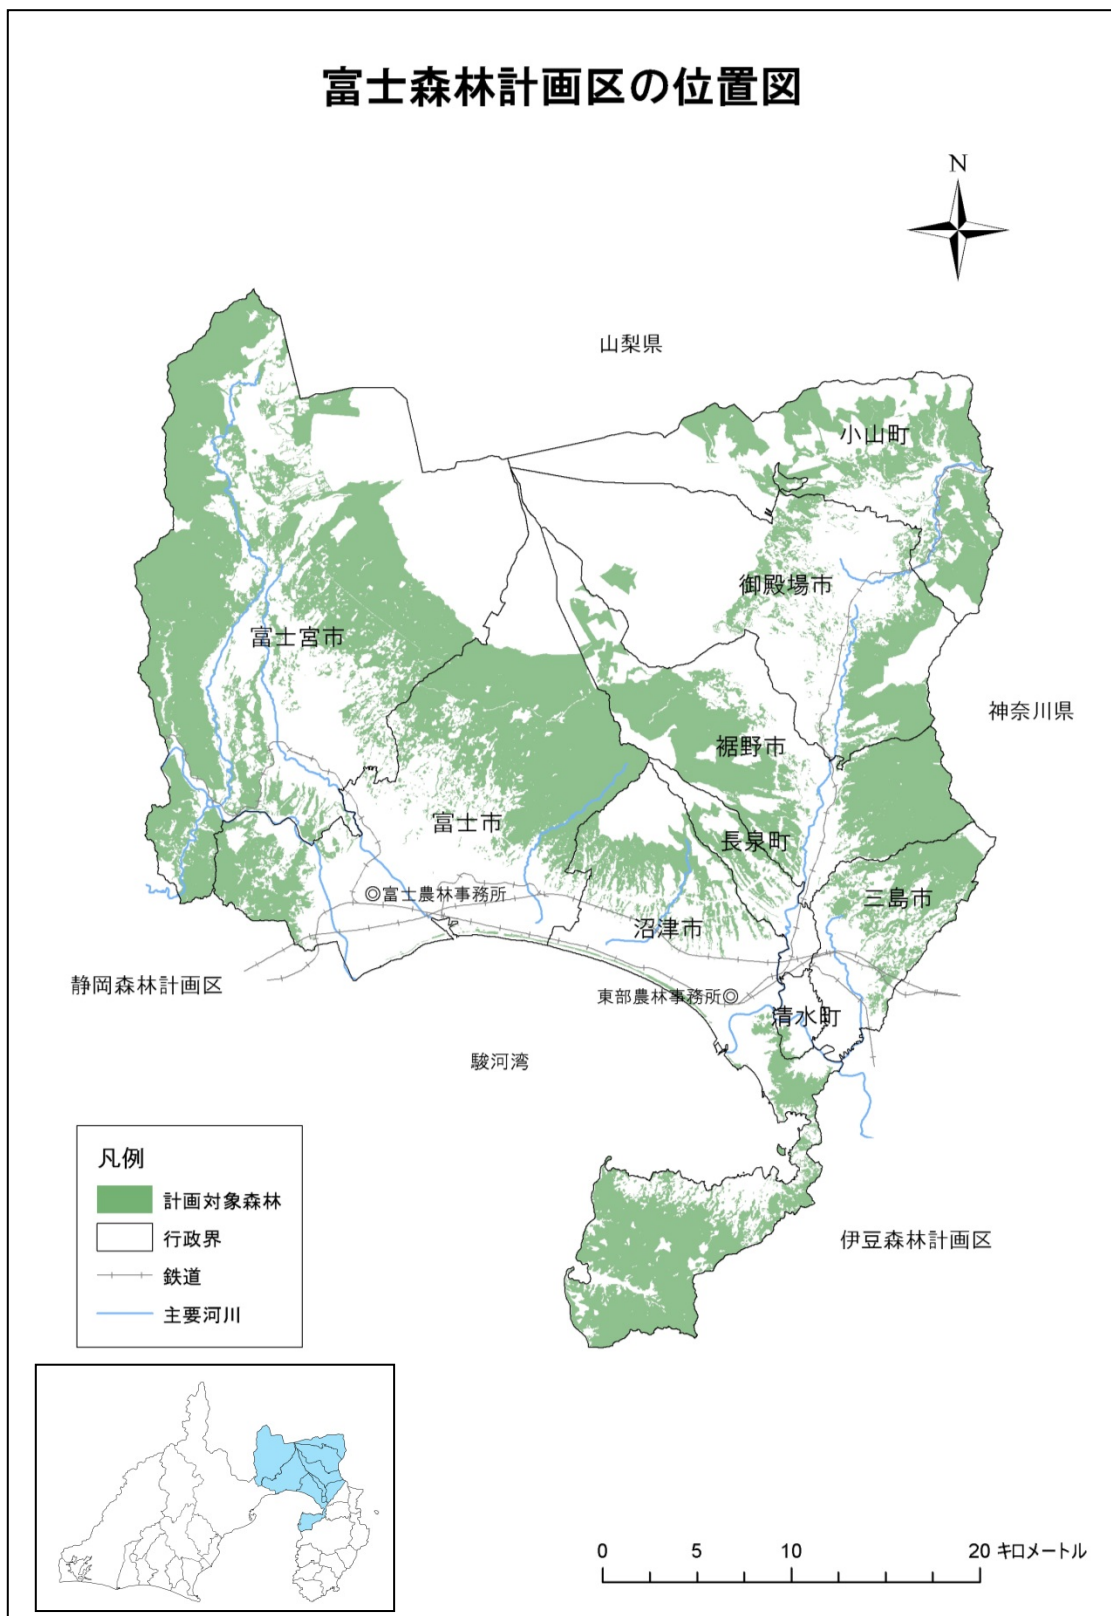 富士森林計画区の位置図
N
山梨県
小山町
御殿場市
富士宮市
神奈川県
裾野市
富士市
長泉町
三島市
◎富士農林事務所
沼津市
静岡森林計画区
東部農林事務所◎
清水町
駿河湾
凡例
計画対象森林
行政界
鉄道
主要河川
伊豆森林計画区
0 5 10 20 キロメートル